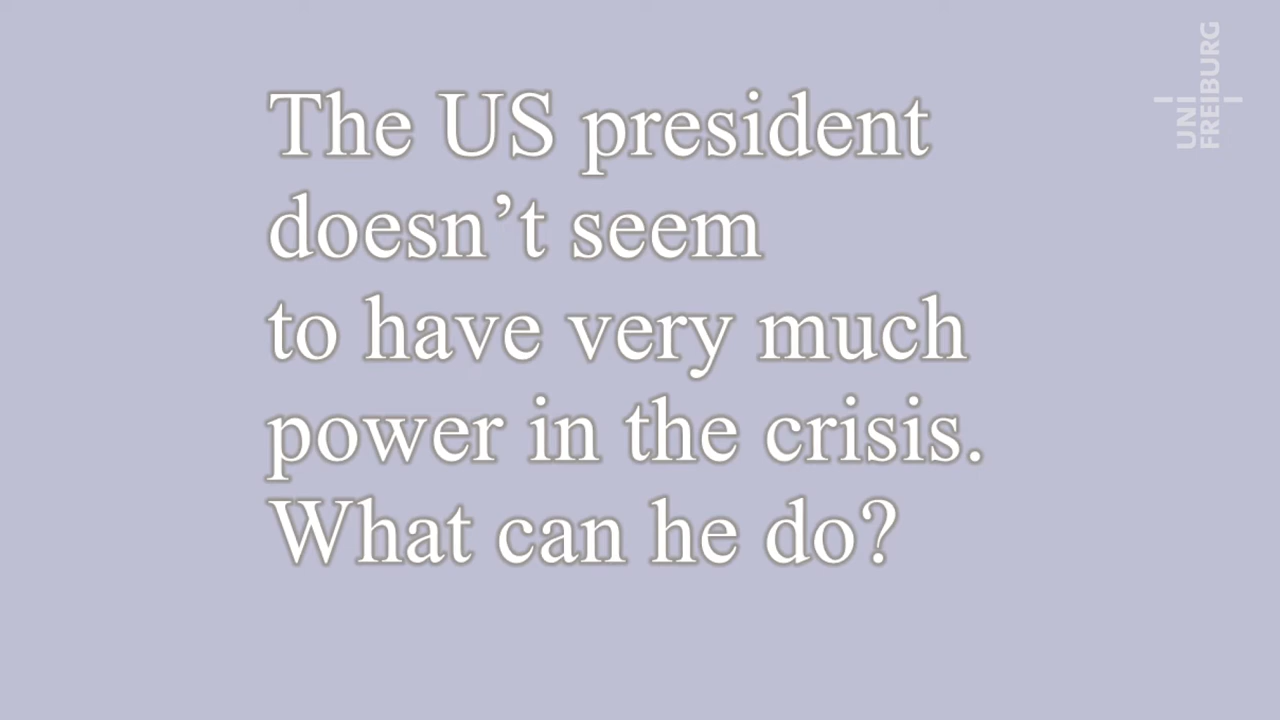 The US president
doesn’t seem
to have very much
power in the crisis.
What can he do?
UNI
FREIBURG